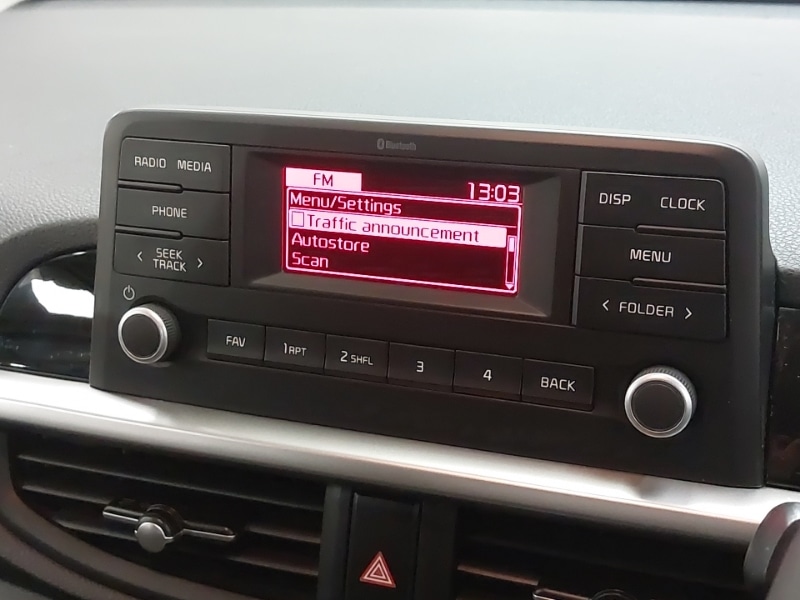 Bluetooth
RADIO MEDIA
PHONE
< SEEK TRACK >
FM 13:03
Menu/Settings
Traffic announcement
Autostore
Scan
DISP CLOCK
MENU
< FOLDER >
FAV 1 RPT 2 SHFL 3 4 BACK